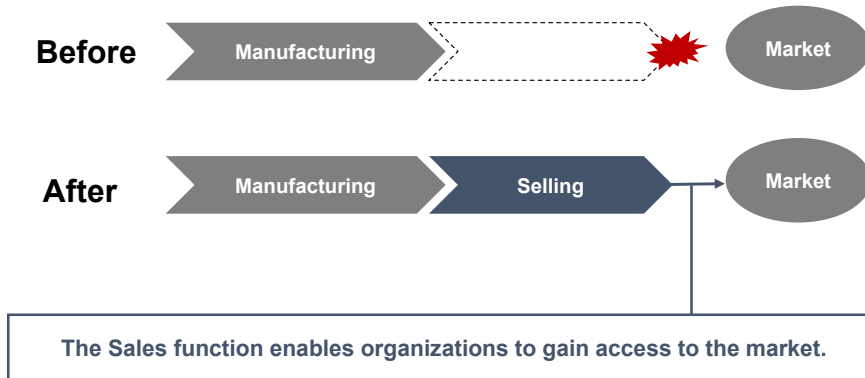 Before
Manufacturing
Market
After
Manufacturing
Selling
Market
The Sales function enables organizations to gain access to the market.